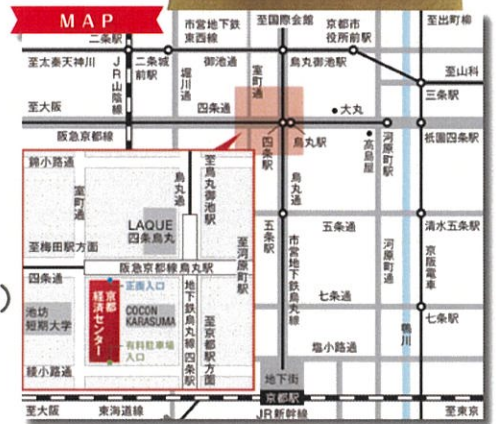 MAP
至国際会館
至出町柳
市営地下鉄
東西線
京都市
役所前駅
二条駅
至太秦天神川
二条城
前駅
御池通
烏丸御池駅
至山科
JR山陰線
堀川通
室町通
三条駅
至大阪
四条通
大丸
阪急京都線
四条駅
烏丸駅
高島屋
河原町駅
祇園四条駅
烏丸通
五条駅
五条通
清水五条駅
市営地下鉄烏丸線
河原町通
京阪電車
七条通
七条駅
鴨川
塩小路通
地下街
京都駅
至大阪
東海道線
JR新幹線
至東京
錦小路通
室町通
烏丸通
至烏丸御池駅
LAQUE
四条烏丸
至梅田駅方面
至河原町駅
阪急京都線烏丸駅
四条通
正面入口
京都
経済センター
池坊
短期大学
COCON
KARASUMA
地下鉄烏丸線四条駅
至京都駅方面
有料駐車場
入口
綾小路通